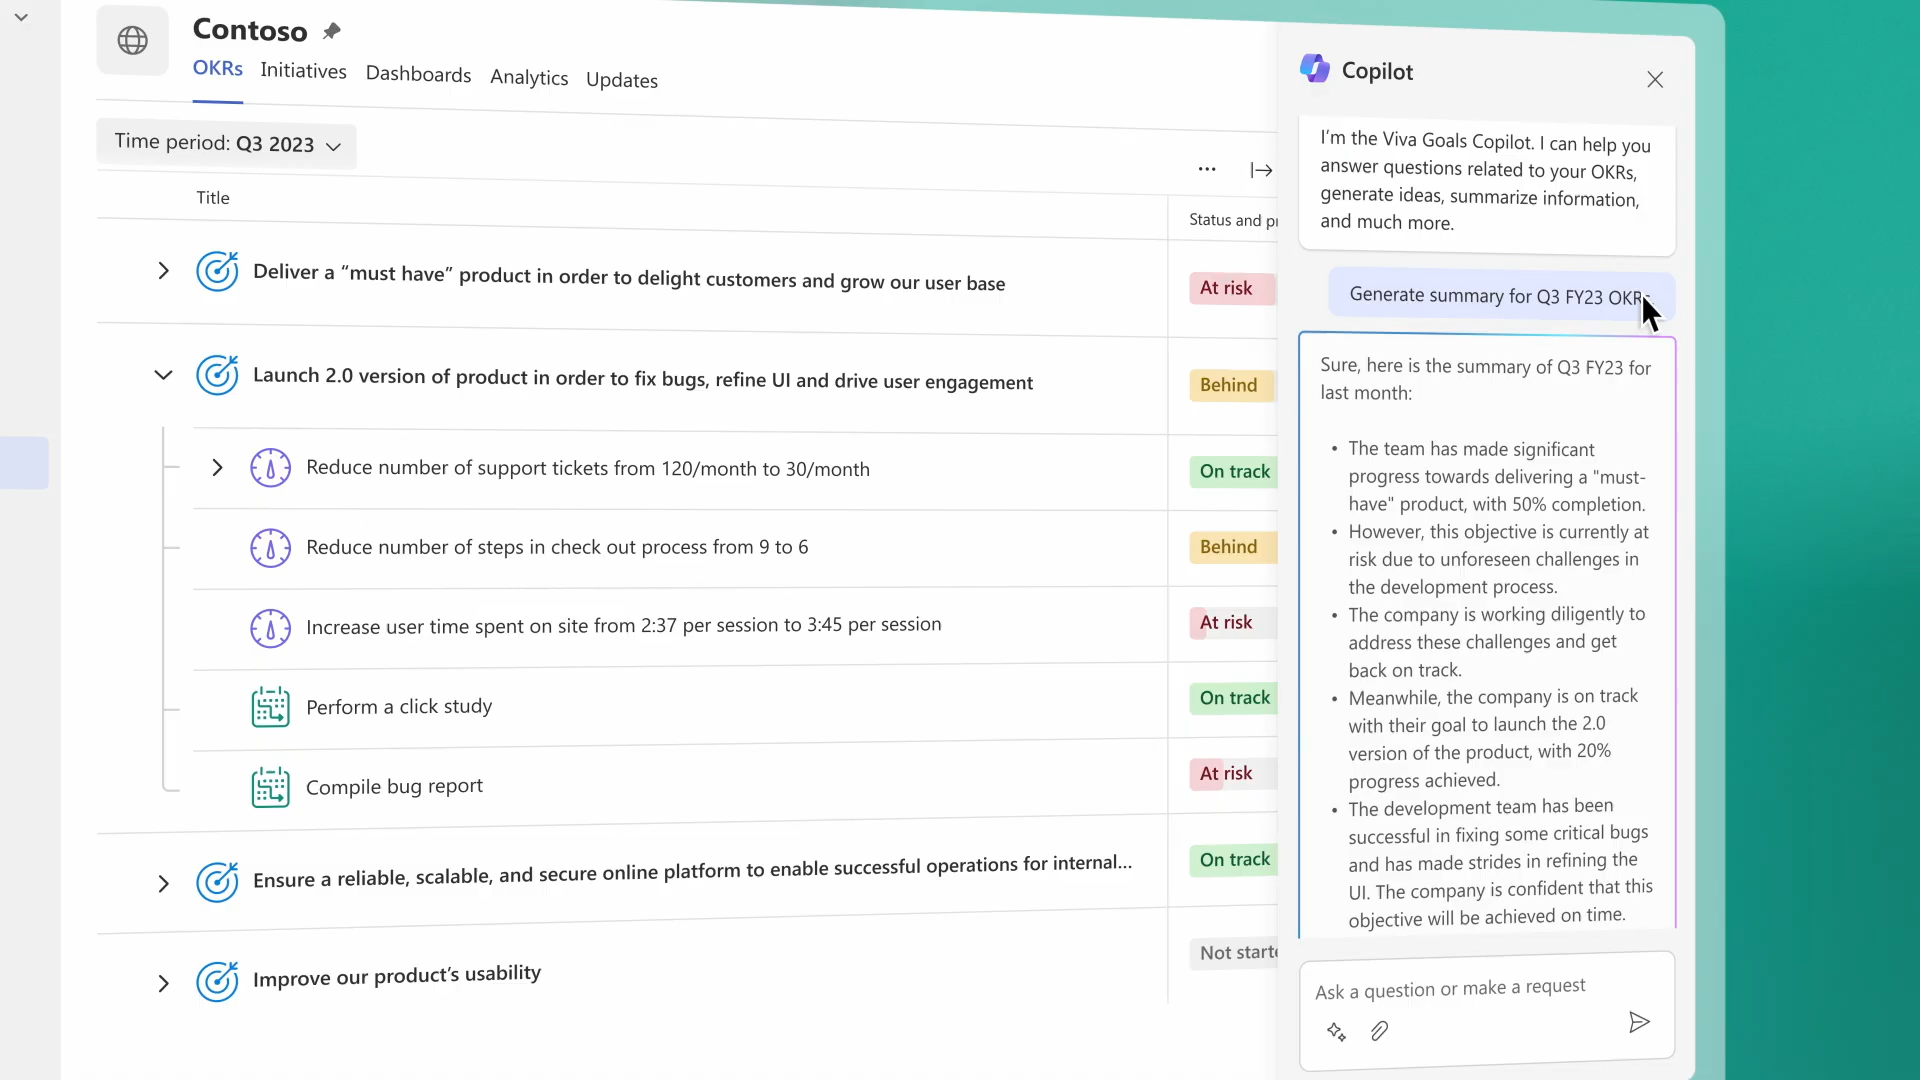 Contoso
OKRs Initiatives Dashboards Analytics Updates
Time period: Q3 2023
Title
Status and
Deliver a “must have” product in order to delight customers and grow our user base
At risk
Launch 2.0 version of product in order to fix bugs, refine UI and drive user engagement
Behind
Reduce number of support tickets from 120/month to 30/month
On track
Reduce number of steps in check out process from 9 to 6
Behind
Increase user time spent on site from 2:37 per session to 3:45 per session
At risk
Perform a click study
On track
Compile bug report
At risk
Ensure a reliable, scalable, and secure online platform to enable successful operations for internal...
On track
Improve our product’s usability
Not
Copilot
I’m the Viva Goals Copilot. I can help you
answer questions related to your OKRs,
generate ideas, summarize information,
and much more.
Generate summary for Q3 FY23
Sure, here is the summary of Q3 FY23 for
last month:
• The team has made significant
progress towards delivering a "must-
have" product, with 50% completion.
• However, this objective is currently at
risk due to unforeseen challenges in
the development process.
• The company is working diligently to
address these challenges and get
back on track.
• Meanwhile, the company is on track
with their goal to launch the 2.0
version of the product, with 20%
progress achieved.
• The development team has been
successful in fixing some critical bugs
and has made strides in refining the
UI. The company is confident that this
objective will be achieved on time.
Ask a question or make a request